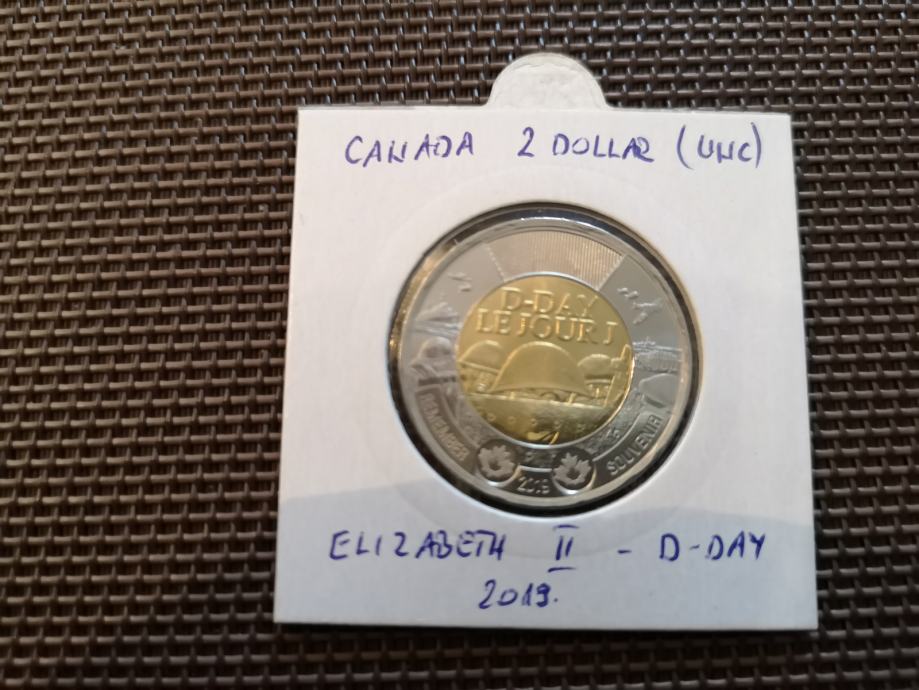 CANADA 2 DOLLAR (UNC)
D-DAY
LE JOUR J
REMEMBER
SOUVENIR
2019
ELIZABETH II - D-DAY
2019.